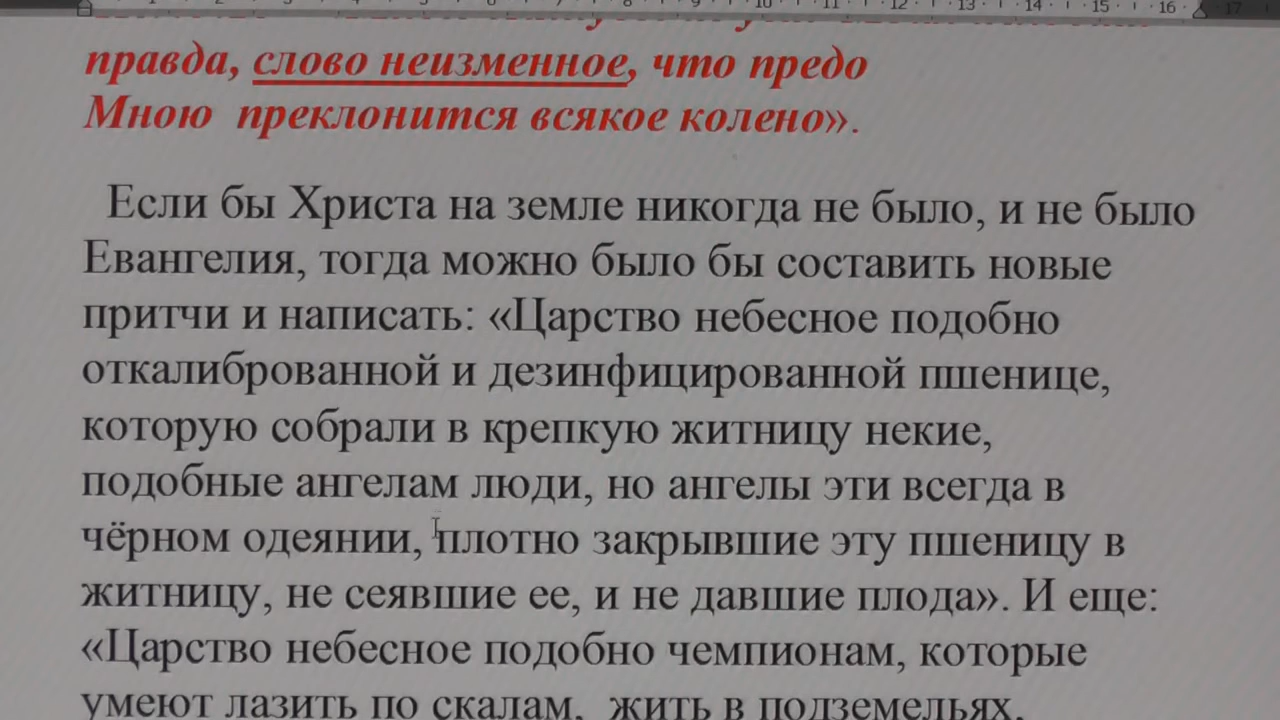 правда, слово неизменное, что предо
Мною преклонится всякое колено».
Если бы Христа на земле никогда не было, и не было
Евангелия, тогда можно было бы составить новые
притчи и написать: «Царство небесное подобно
откалиброванной и дезинфицированной пшенице,
которую собрали в крепкую житницу некие,
подобные ангелам люди, но ангелы эти всегда в
чёрном одеянии, плотно закрывшие эту пшеницу в
житницу, не сеявшие ее, и не давшие плода». И еще:
«Царство небесное подобно чемпионам, которые
умеют лазить по скалам, жить в подземельях,